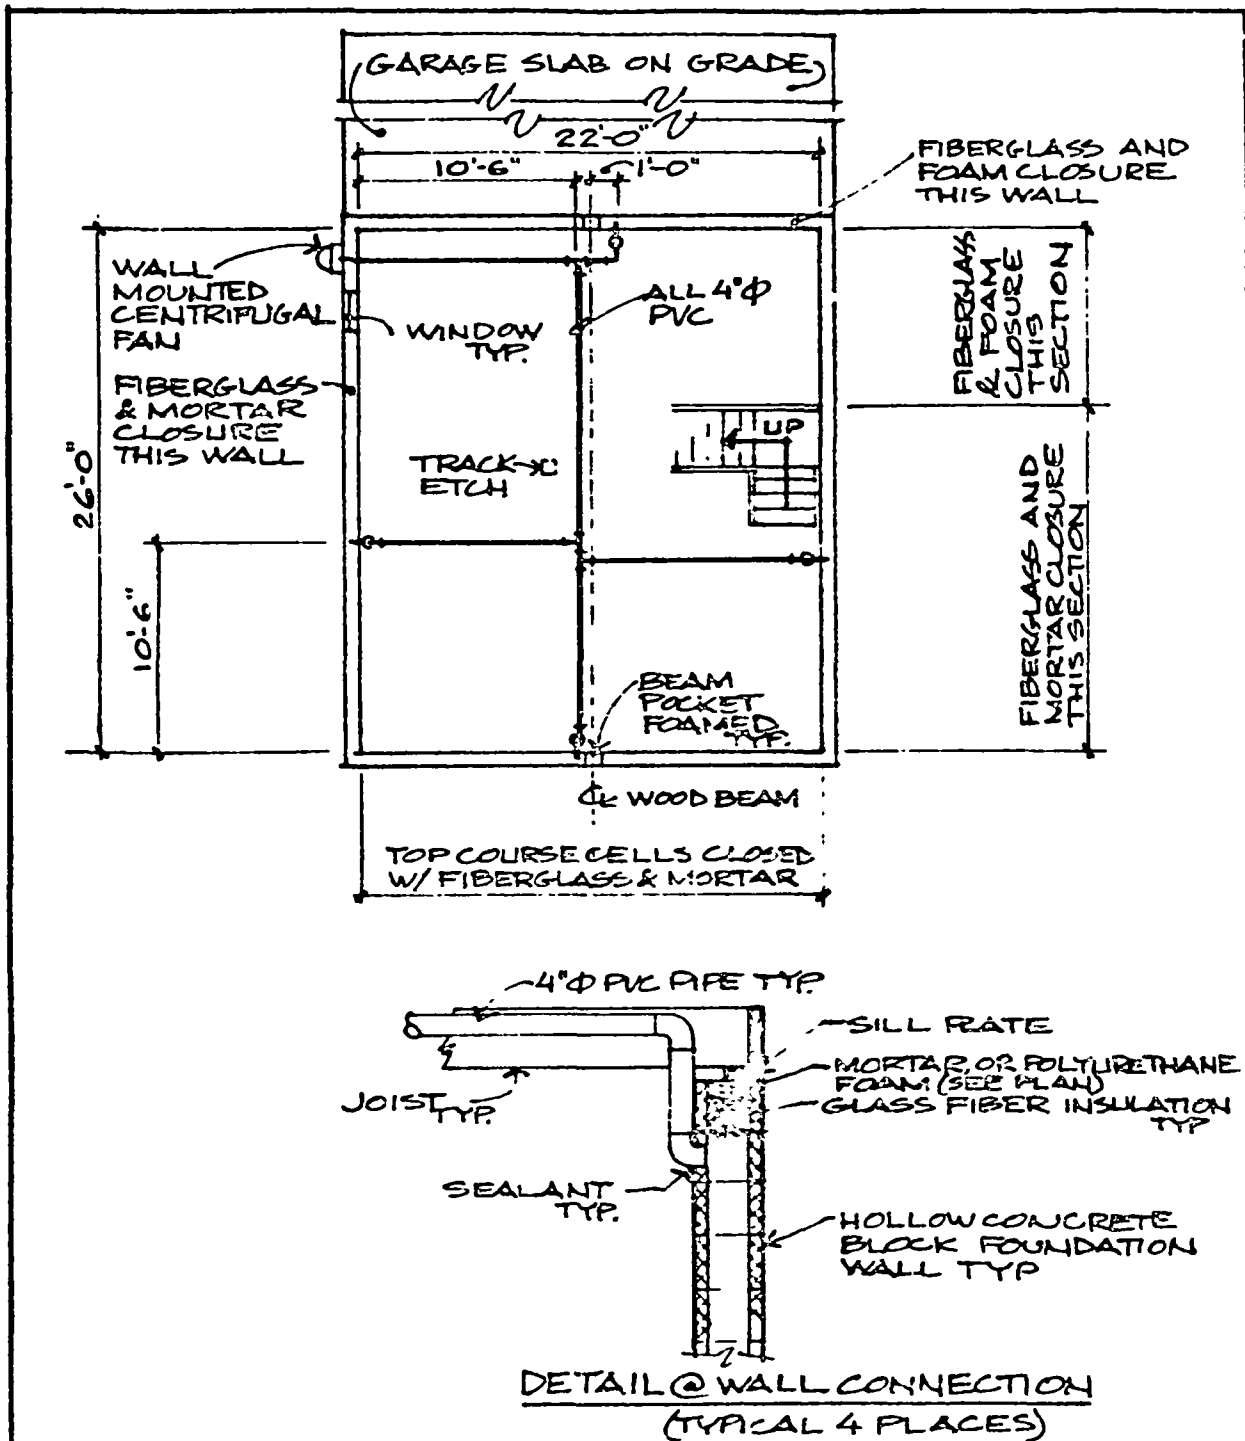 GARAGE SLAB ON GRADE
22'-0"
10'-6"
1'-0"
FIBERGLASS AND
FOAM CLOSURE
THIS WALL
WALL
MOUNTED
CENTRIFUGAL
FAN
WINDOW
TYP.
ALL 4"Φ
PVC
FIBERGLASS
& FOAM
CLOSURE
THIS
SECTION
FIBERGLASS
& MORTAR
CLOSURE
THIS WALL
26'-0"
UP
TRACK
ETCH
10'-6"
FIBERGLASS AND
MORTAR CLOSURE
THIS SECTION
BEAM
POCKET
FOAMED
TYP.
℄ WOOD BEAM
TOP COURSE CELLS CLOSED
W/ FIBERGLASS & MORTAR
4"Φ PVC PIPE TYP.
SILL PLATE
MORTAR, OR POLYURETHANE
FOAM (SEE PLAN)
GLASS FIBER INSULATION
TYP
JOIST
TYP.
SEALANT
TYP.
HOLLOW CONCRETE
BLOCK FOUNDATION
WALL TYP
DETAIL @ WALL CONNECTION
(TYPICAL 4 PLACES)